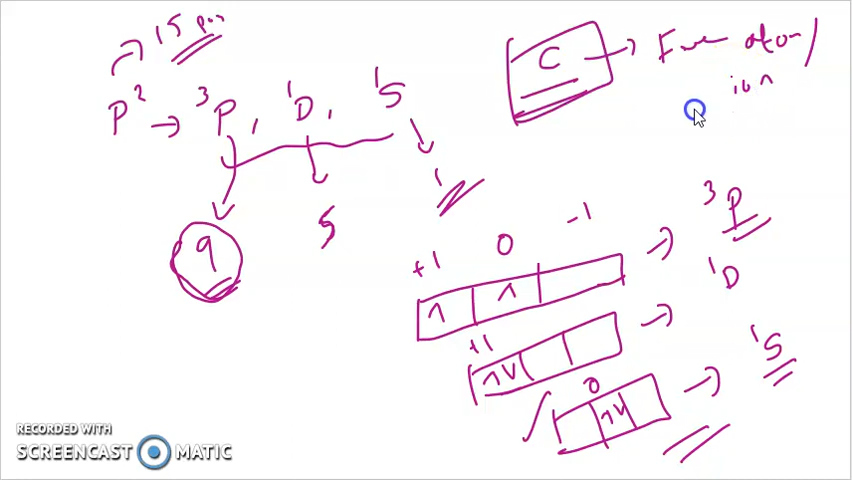 15 pos
P² → ³P, ¹D, ¹S
9
5
1
C → Free atom/
ion
+1 0 -1
→ ³P
+1
→ ¹D
0
→ ¹S
RECORDED WITH
SCREENCAST MATIC